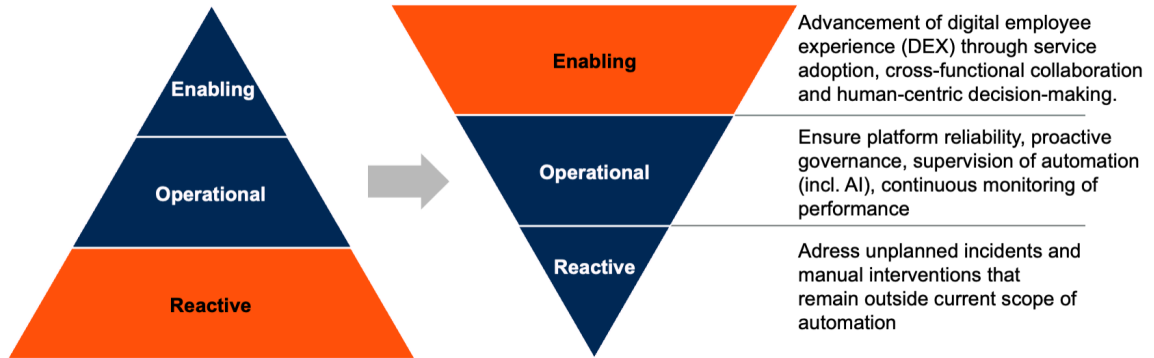 Enabling
Operational
Reactive
Enabling
Operational
Reactive
Advancement of digital employee
experience (DEX) through service
adoption, cross-functional collaboration
and human-centric decision-making.
Ensure platform reliability, proactive
governance, supervision of automation
(incl. AI), continuous monitoring of
performance
Adress unplanned incidents and
manual interventions that
remain outside current scope of
automation